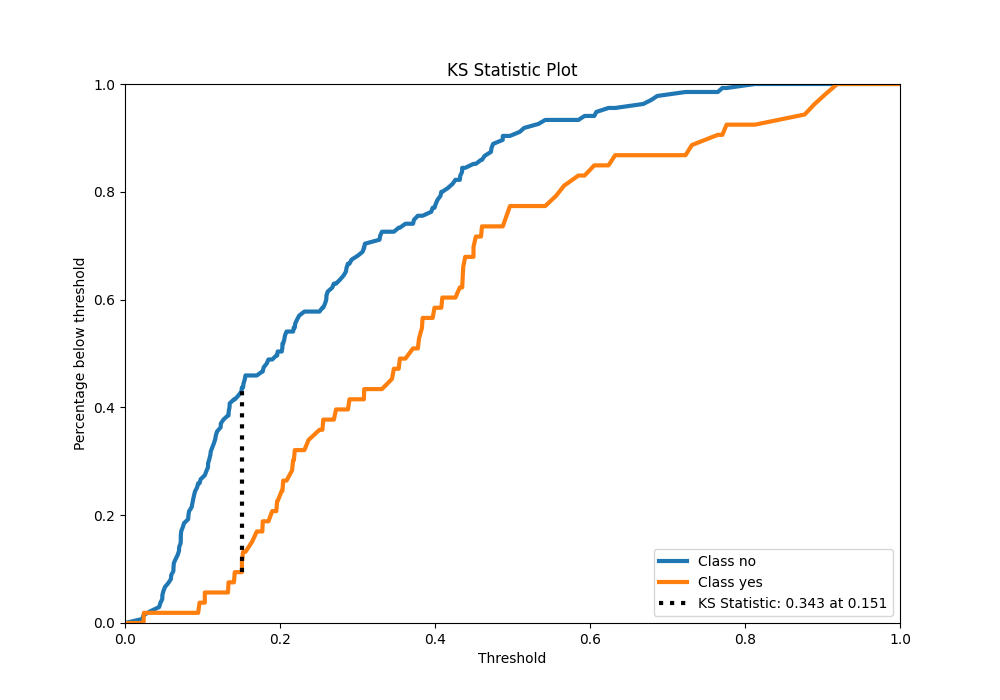 KS Statistic Plot
Percentage below threshold
1.0
0.8
0.6
0.4
0.2
0.0
0.0 0.2 0.4 0.6 0.8 1.0
Threshold
Class no
Class yes
KS Statistic: 0.343 at 0.151